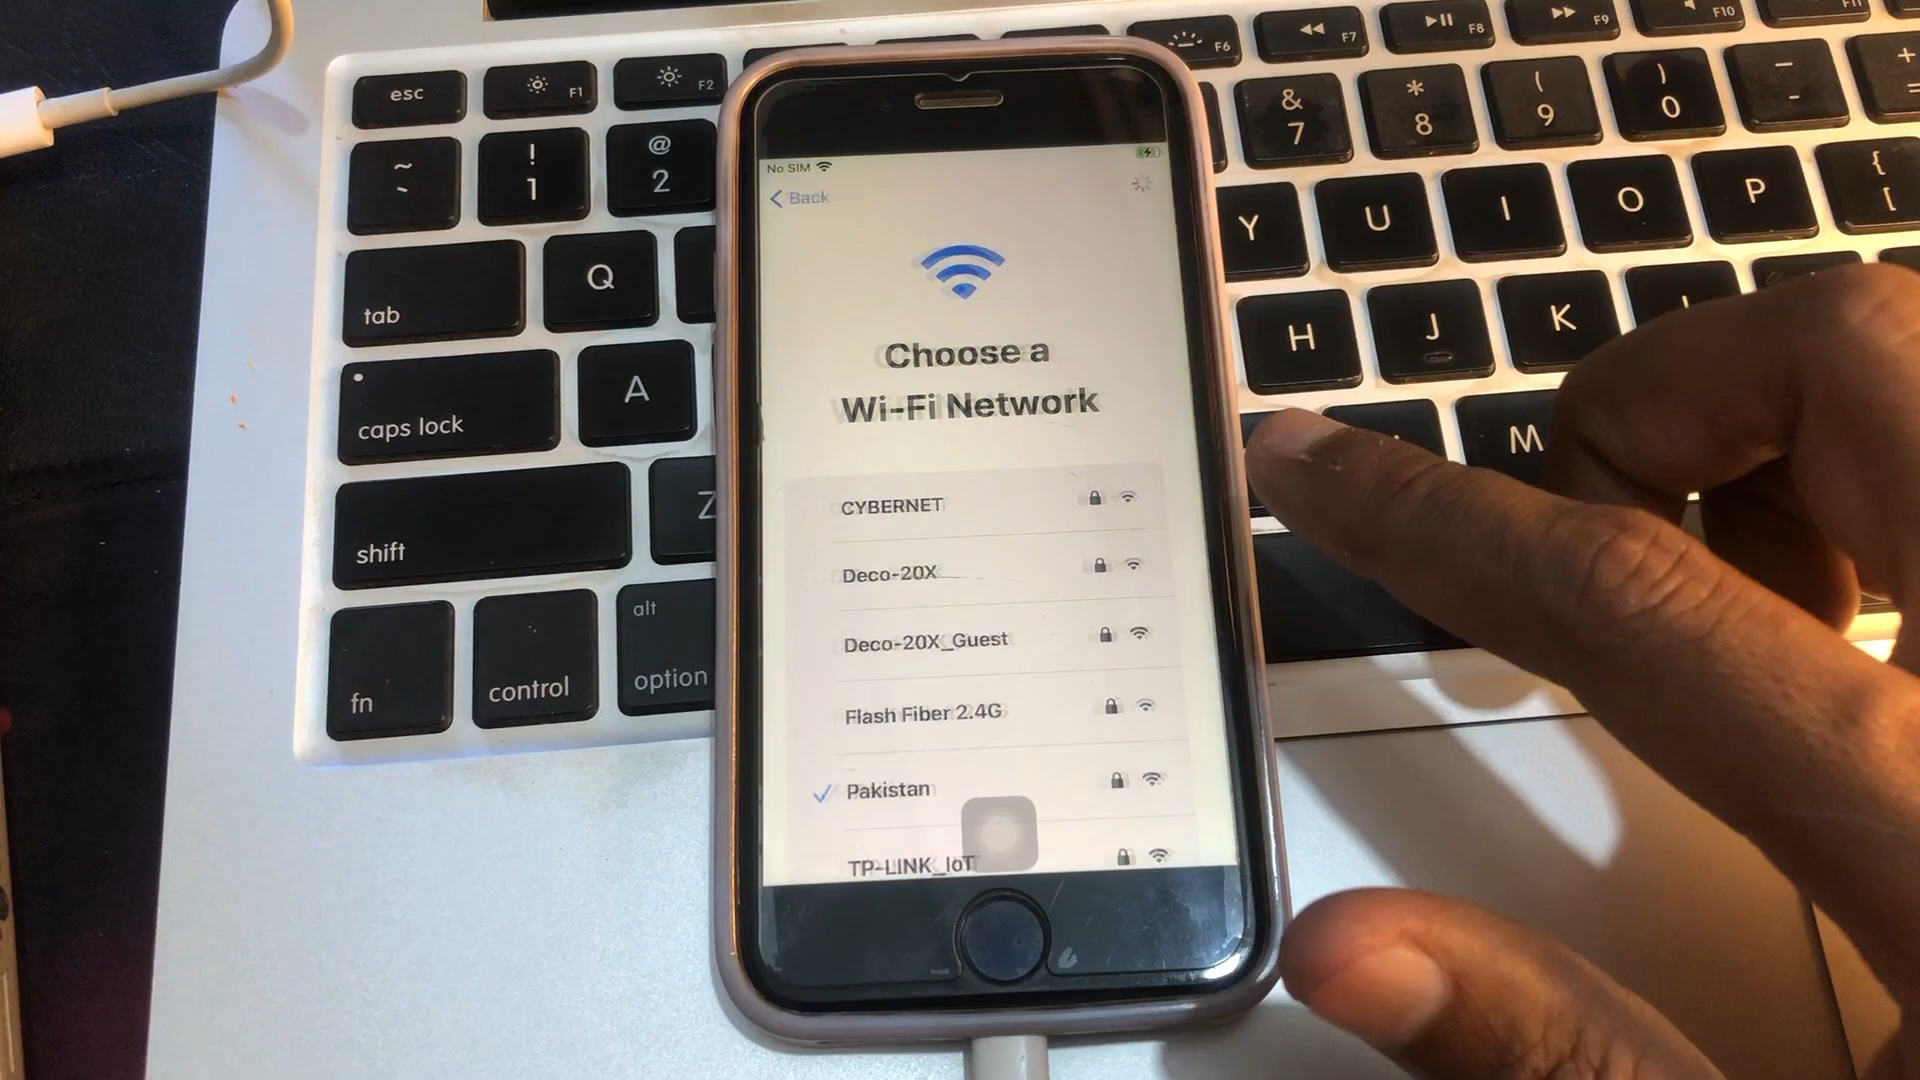 esc
F1
F2
F6
F7
F8
F9
F10
F11
~
`
!
1
@
2
&
7
*
8
(
9
)
0
_
-
+
=
tab
Q
Y
U
I
O
P
{
[
caps lock
A
H
J
K
shift
Z
M
fn
control
alt
option
No SIM
Back
Choose a
Wi-Fi Network
CYBERNET
Deco-20X
Deco-20X_Guest
Flash Fiber 2.4G
Pakistan
TP-LINK_IoT